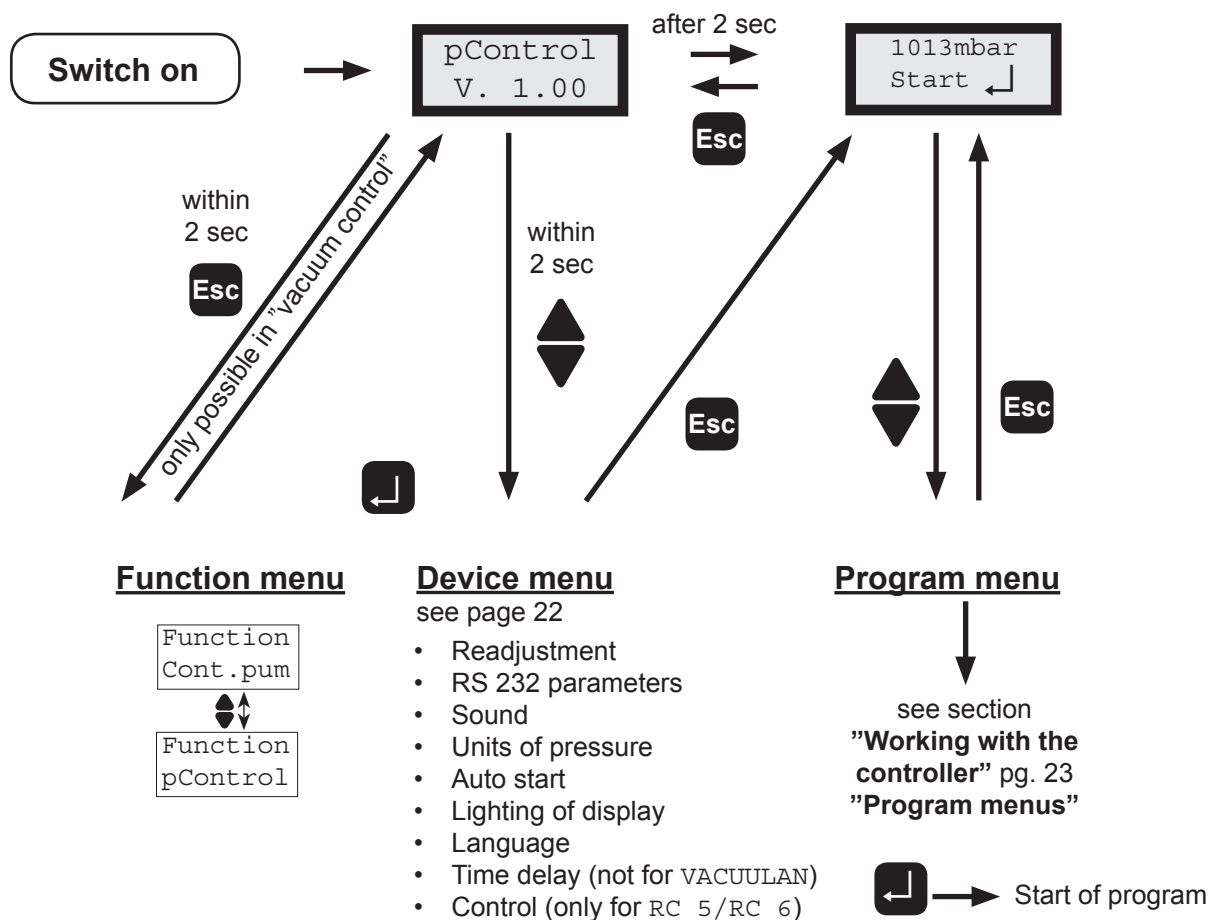 Switch on
pControl
V. 1.00
after 2 sec
Esc
1013mbar
Start ↵
within
2 sec
Esc
only possible in ”vacuum control”
within
2 sec
Esc
Esc
Function menu
Function
Cont.pum
Function
pControl
Device menu
see page 22
• Readjustment
• RS 232 parameters
• Sound
• Units of pressure
• Auto start
• Lighting of display
• Language
• Time delay (not for VACUULAN)
• Control (only for RC 5/RC 6)
Program menu
see section
”Working with the
controller” pg. 23
”Program menus”
Start of program